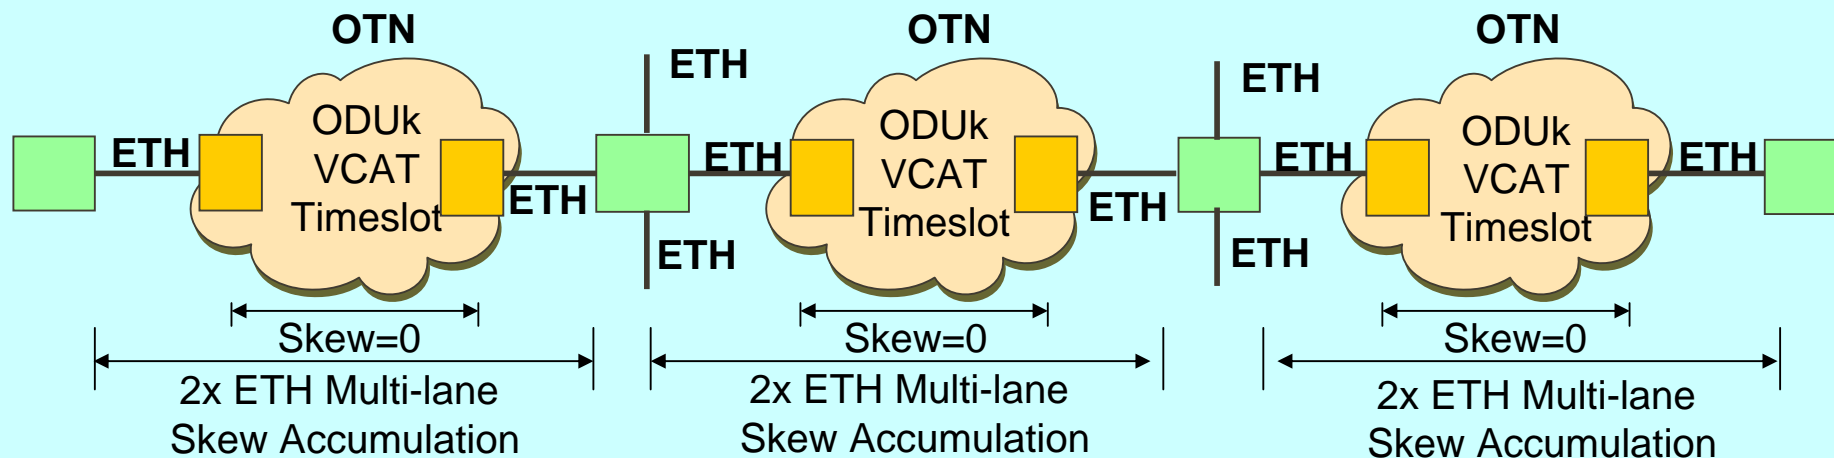 OTN
OTN
OTN
ETH
ETH
ODUk
VCAT
Timeslot
ODUk
VCAT
Timeslot
ODUk
VCAT
Timeslot
ETH
ETH
ETH
ETH
ETH
ETH
ETH
ETH
Skew=0
Skew=0
Skew=0
2x ETH Multi-lane
Skew Accumulation
2x ETH Multi-lane
Skew Accumulation
2x ETH Multi-lane
Skew Accumulation